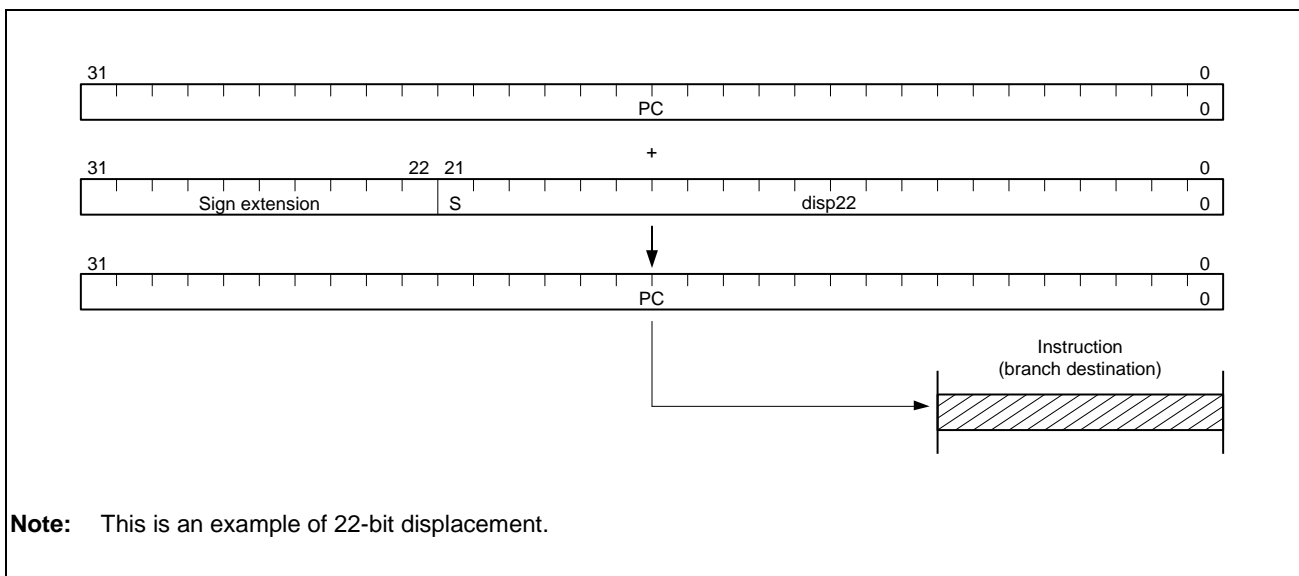 31 0
PC 0
+
31 22 21 0
Sign extension S disp22 0
31 0
PC 0
Instruction
(branch destination)
Note: This is an example of 22-bit displacement.